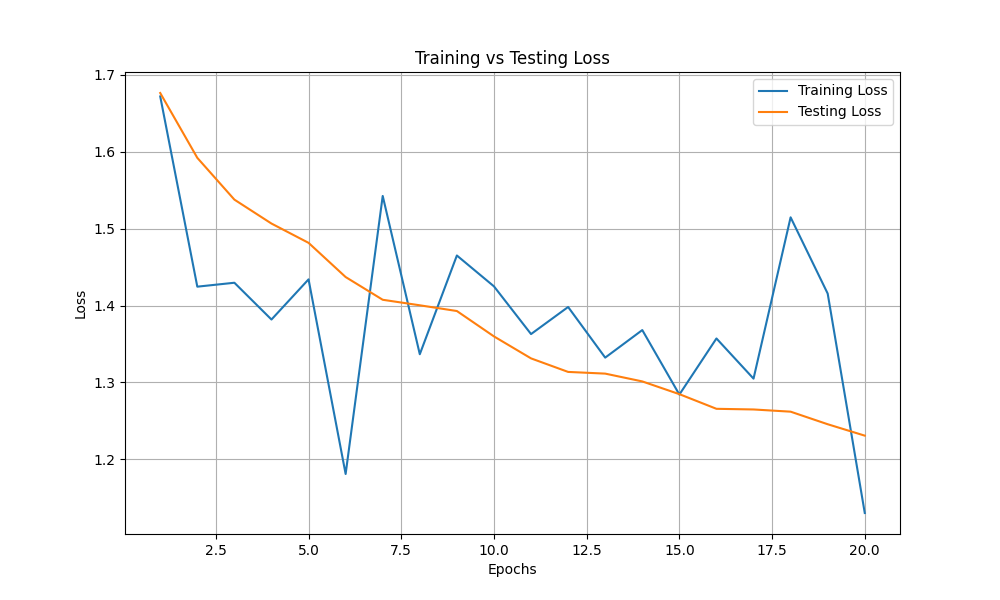 Training vs Testing Loss
Training Loss
Testing Loss
Loss
1.7
1.6
1.5
1.4
1.3
1.2
2.5 5.0 7.5 10.0 12.5 15.0 17.5 20.0
Epochs